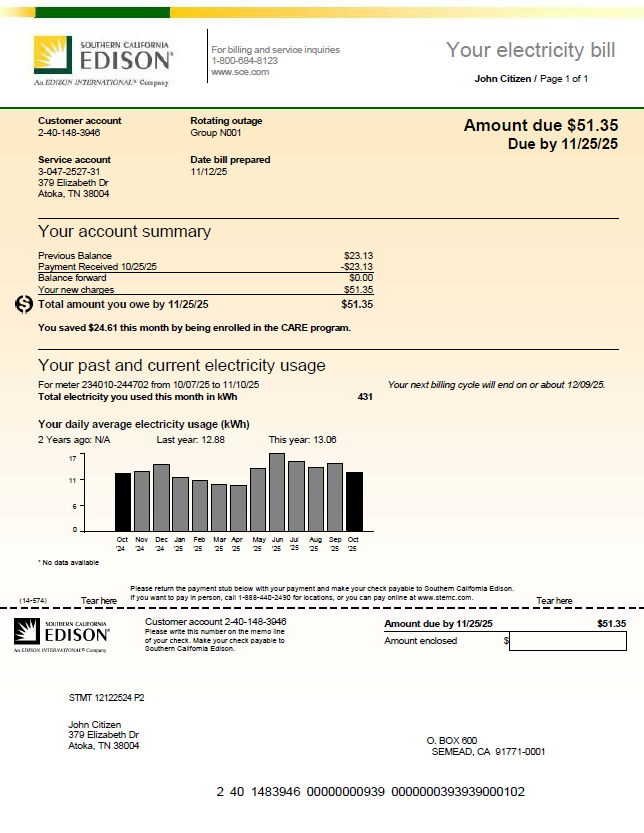 SOUTHERN CALIFORNIA
EDISON®
An EDISON INTERNATIONAL® Company
For billing and service inquiries
1-800-684-8123
www.sce.com
Your electricity bill
John Citizen / Page 1 of 1
Customer account
2-40-148-3946
Rotating outage
Group N001
Amount due $51.35
Due by 11/25/25
Service account
3-047-2527-31
379 Elizabeth Dr
Atoka, TN 38004
Date bill prepared
11/12/25
Your account summary
Previous Balance $23.13
Payment Received 10/25/25 -$23.13
Balance forward $0.00
Your new charges $51.35
$ Total amount you owe by 11/25/25 $51.35
You saved $24.61 this month by being enrolled in the CARE program.
Your past and current electricity usage
For meter 234010-244702 from 10/07/25 to 11/10/25 Your next billing cycle will end on or about 12/09/25.
Total electricity you used this month in kWh 431
Your daily average electricity usage (kWh)
2 Years ago: N/A Last year: 12.88 This year: 13.06
17
11
6
0
Oct Nov Dec Jan Feb Mar Apr May Jun Jul Aug Sep Oct
'24 '24 '24 '25 '25 '25 '25 '25 '25 '25 '25 '25 '25
* No data available
Please return the payment stub below with your payment and make your check payable to Southern California Edison.
(14-574) Tear here If you want to pay in person, call 1-888-440-2490 for locations, or you can pay online at www.stemc.com. Tear here
SOUTHERN CALIFORNIA
EDISON®
An EDISON INTERNATIONAL® Company
Customer account 2-40-148-3946
Please write this number on the memo line
of your check. Make your check payable to
Southern California Edison.
Amount due by 11/25/25 $51.35
Amount enclosed $
STMT 12122524 P2
John Citizen
379 Elizabeth Dr
Atoka, TN 38004
O. BOX 600
SEMEAD, CA 91771-0001
2 40 1483946 00000000939 0000000393939000102